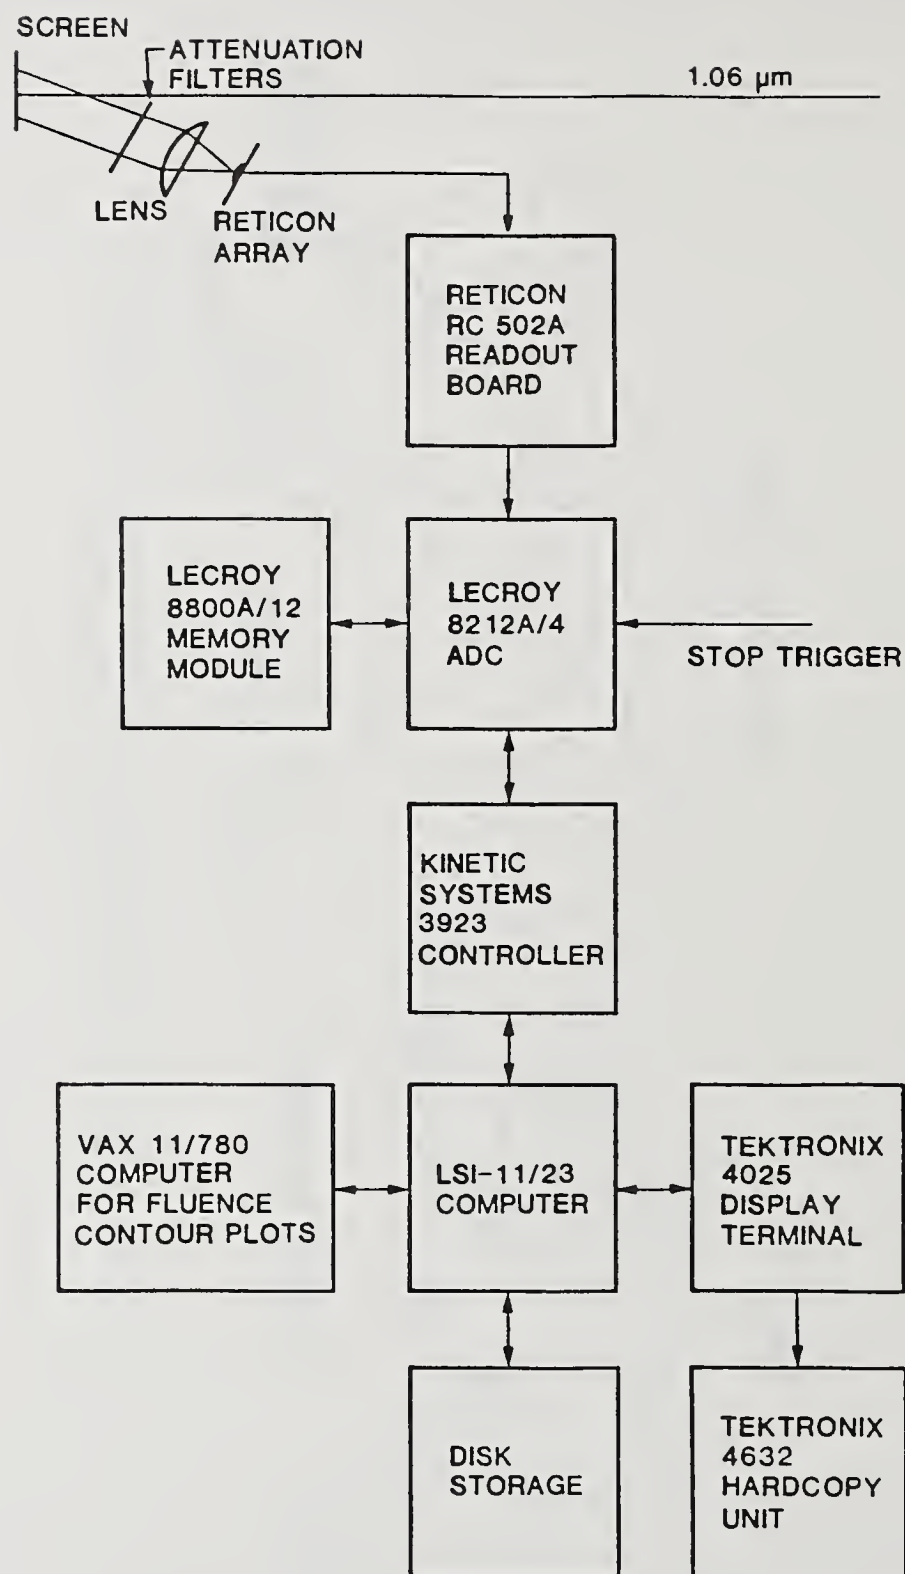 SCREEN
ATTENUATION
FILTERS
1.06 μm
LENS
RETICON
ARRAY
RETICON
RC 502A
READOUT
BOARD
LECROY
8800A/12
MEMORY
MODULE
LECROY
8212A/4
ADC
STOP TRIGGER
KINETIC
SYSTEMS
3923
CONTROLLER
VAX 11/780
COMPUTER
FOR FLUENCE
CONTOUR PLOTS
LSI-11/23
COMPUTER
TEKTRONIX
4025
DISPLAY
TERMINAL
DISK
STORAGE
TEKTRONIX
4632
HARDCOPY
UNIT